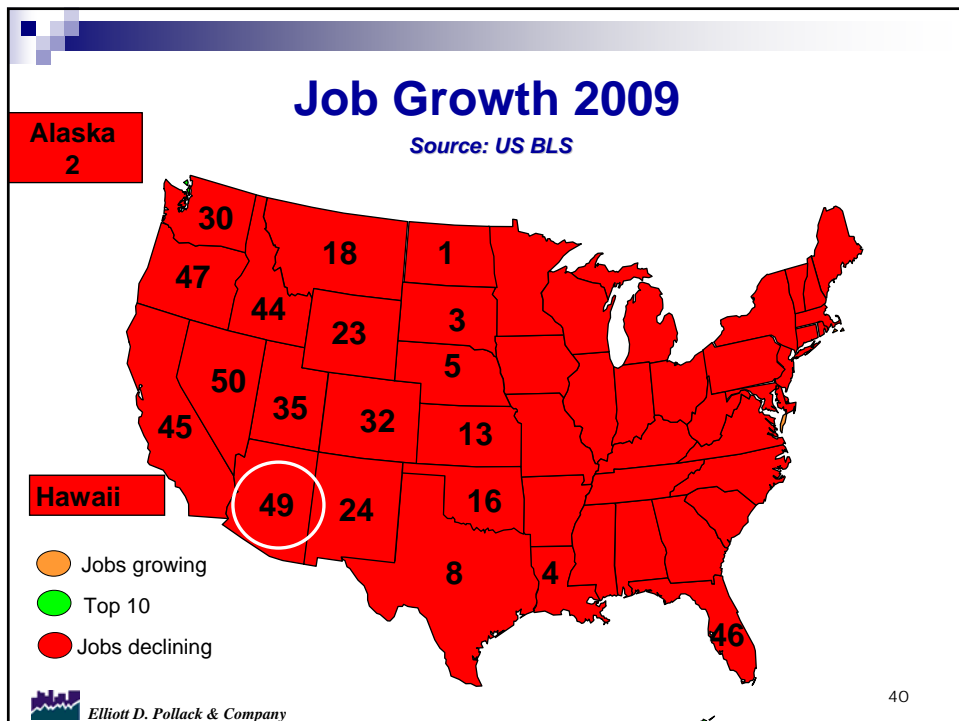 Job Growth 2009
Source: US BLS
Alaska
2
30
18
1
47
44
3
23
5
50
35
32
45
13
49
24
16
Hawaii
8
4
46
Jobs growing
Top 10
Jobs declining
Elliott D. Pollack & Company
40